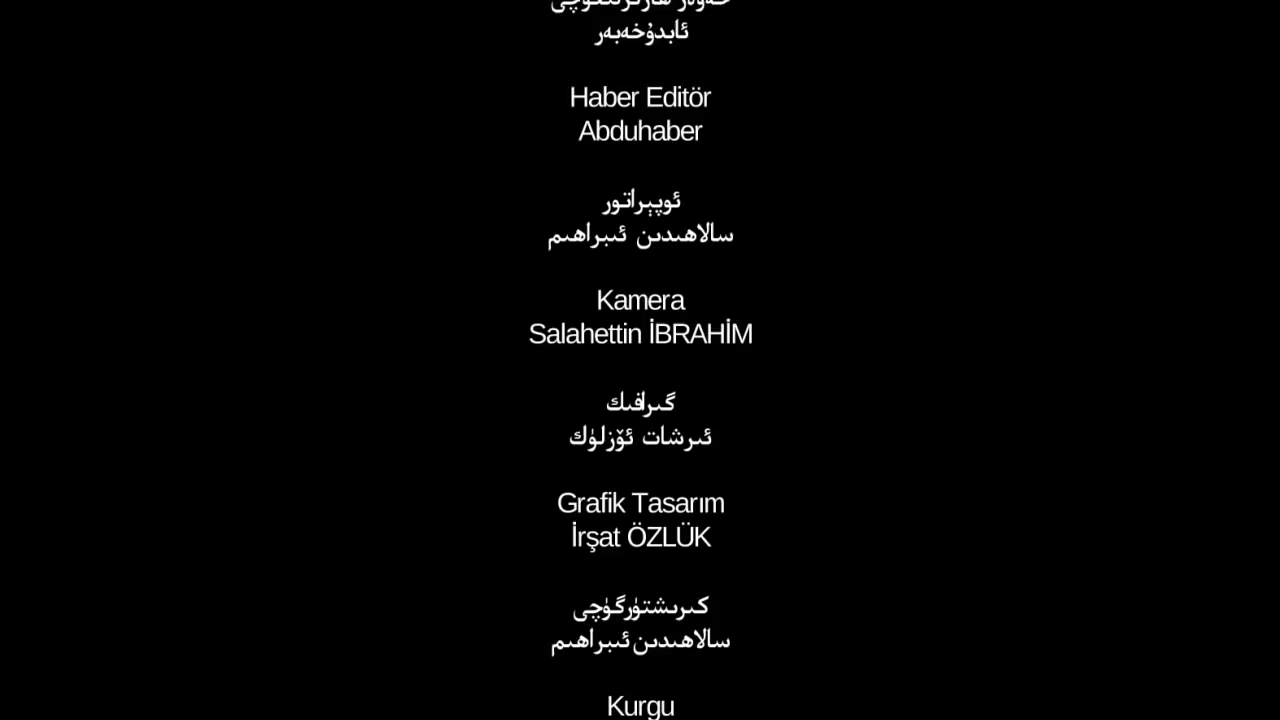 ئابدۇخەبەر
Haber Editör
Abduhaber
ئوپېراتور
سالاھىدىن ئىبراھىم
Kamera
Salahettin İBRAHİM
گىرافىك
ئىرشات ئۆزلۈك
Grafik Tasarım
İrşat ÖZLÜK
كىرىشتۈرگۈچى
سالاھىدىن ئىبراھىم
Kurgu